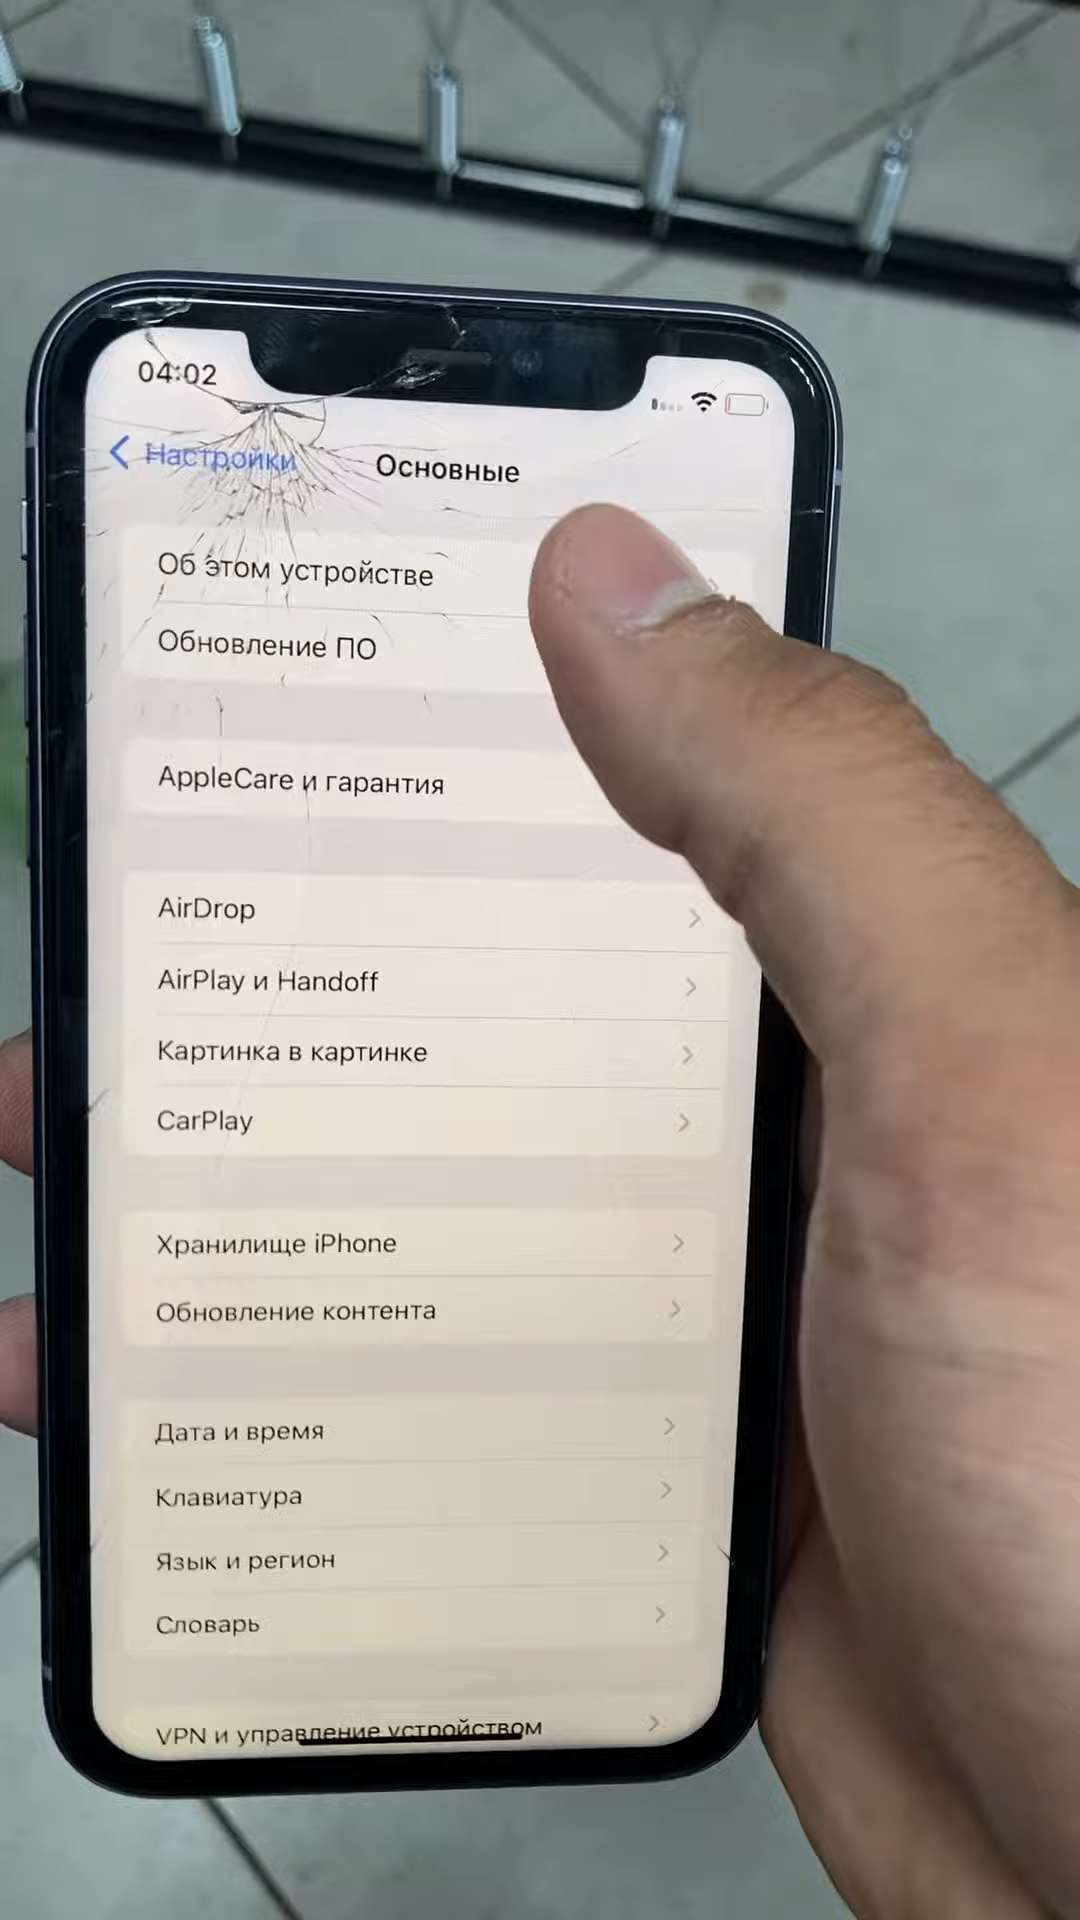 04:02
Настройки
Основные
Об этом устройстве
Обновление ПО
AppleCare и гарантия
AirDrop
AirPlay и Handoff
Картинка в картинке
CarPlay
Хранилище iPhone
Обновление контента
Дата и время
Клавиатура
Язык и регион
Словарь
VPN и управление устройством